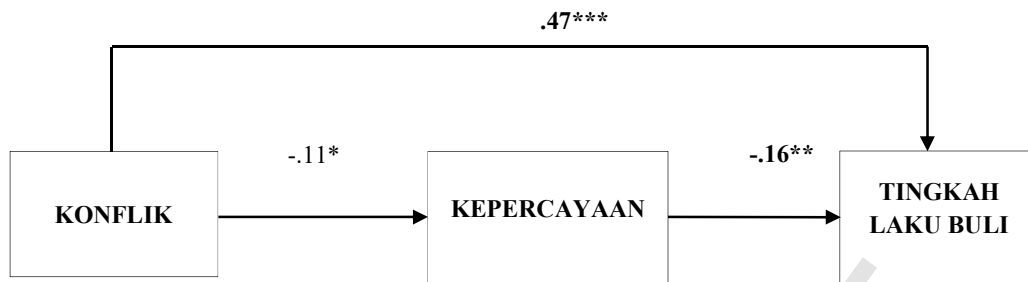 .47***
-.11*
-.16**
KONFLIK
KEPERCAYAAN
TINGKAH
LAKU BULI